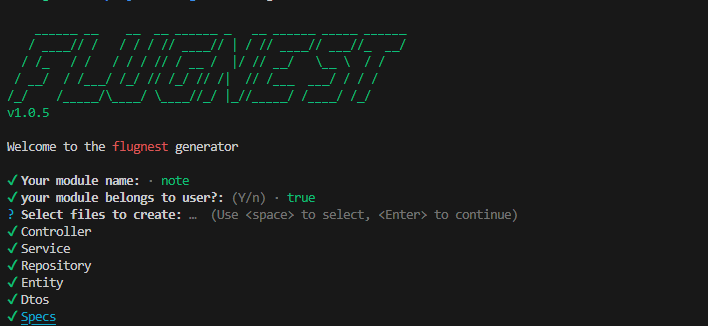 FLUGNEST
v1.0.5
Welcome to the flugnest generator
✓ Your module name: · note
✓ your module belongs to user?: (Y/n) · true
? Select files to create: … (Use <space> to select, <Enter> to continue)
✓ Controller
✓ Service
✓ Repository
✓ Entity
✓ Dtos
✓ Specs